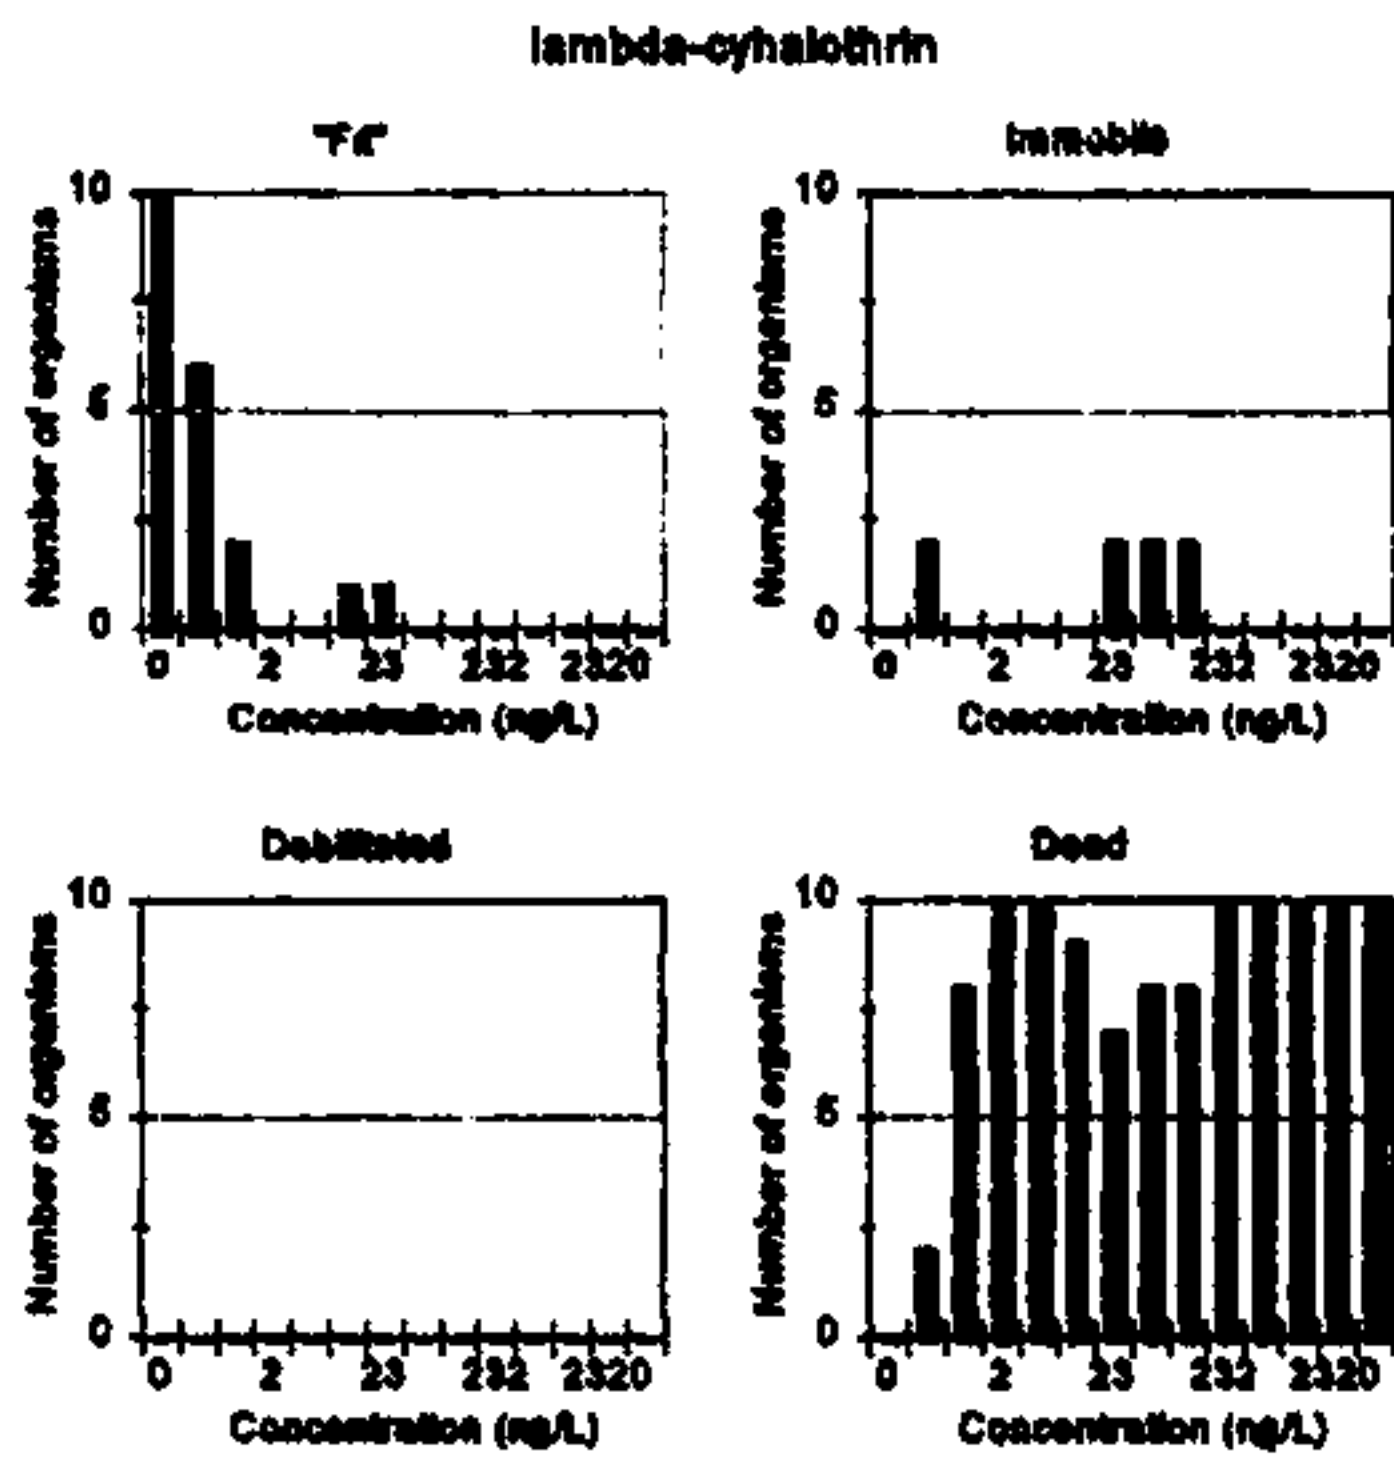 lambda-cyhalothrin
"Fit"
Immobile
10
5
0
Number of organisms
0 2 23 232 2320
Concentration (ng/L)
10
5
0
Number of organisms
0 2 23 232 2320
Concentration (ng/L)
Debilitated
Dead
10
5
0
Number of organisms
0 2 23 232 2320
Concentration (ng/L)
10
5
0
Number of organisms
0 2 23 232 2320
Concentration (ng/L)